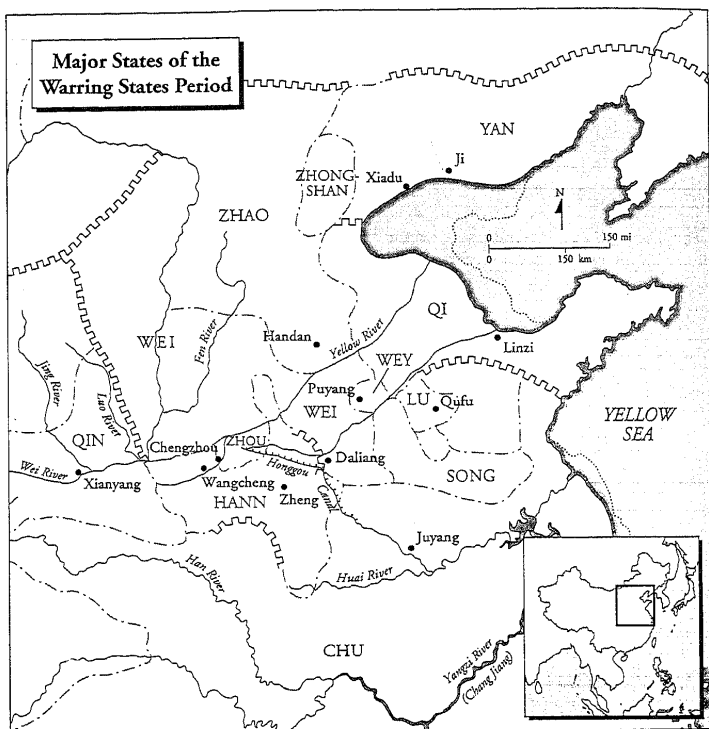 Major States of the
Warring States Period
YAN
Ji
Xiadu
ZHONG-
SHAN
ZHAO
N
0
150 mi
0
150 km
QI
Linzi
WEI
Fen River
Handan
Yellow River
WEY
Puyang
WEI
LU
Qufu
YELLOW
SEA
Jing River
Luo River
QIN
Chengzhou
ZHOU
Honggou
Canal
Daliang
SONG
Wei River
Xianyang
Wangcheng
HANN
Zheng
Juyang
Han River
Huai River
CHU
Yangzi River
(Chang Jiang)